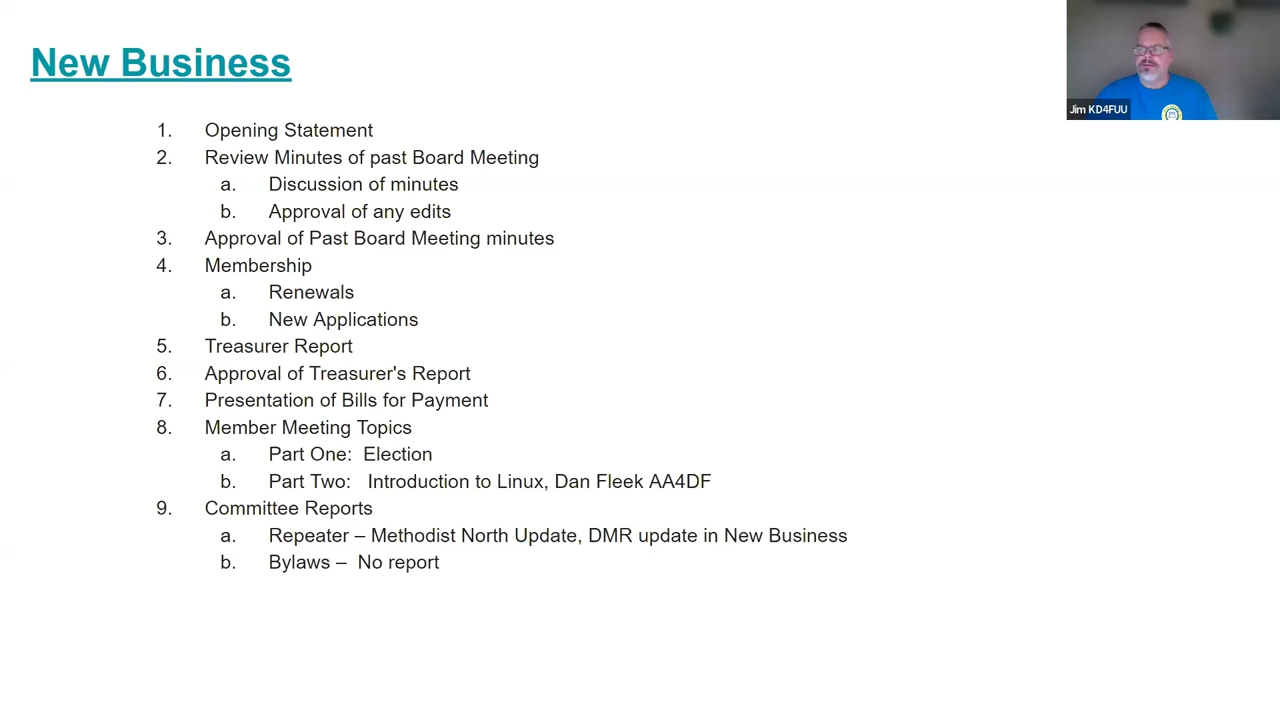 New Business
Jim KD4FUU
1. Opening Statement
2. Review Minutes of past Board Meeting
a. Discussion of minutes
b. Approval of any edits
3. Approval of Past Board Meeting minutes
4. Membership
a. Renewals
b. New Applications
5. Treasurer Report
6. Approval of Treasurer's Report
7. Presentation of Bills for Payment
8. Member Meeting Topics
a. Part One: Election
b. Part Two: Introduction to Linux, Dan Fleek AA4DF
9. Committee Reports
a. Repeater – Methodist North Update, DMR update in New Business
b. Bylaws – No report